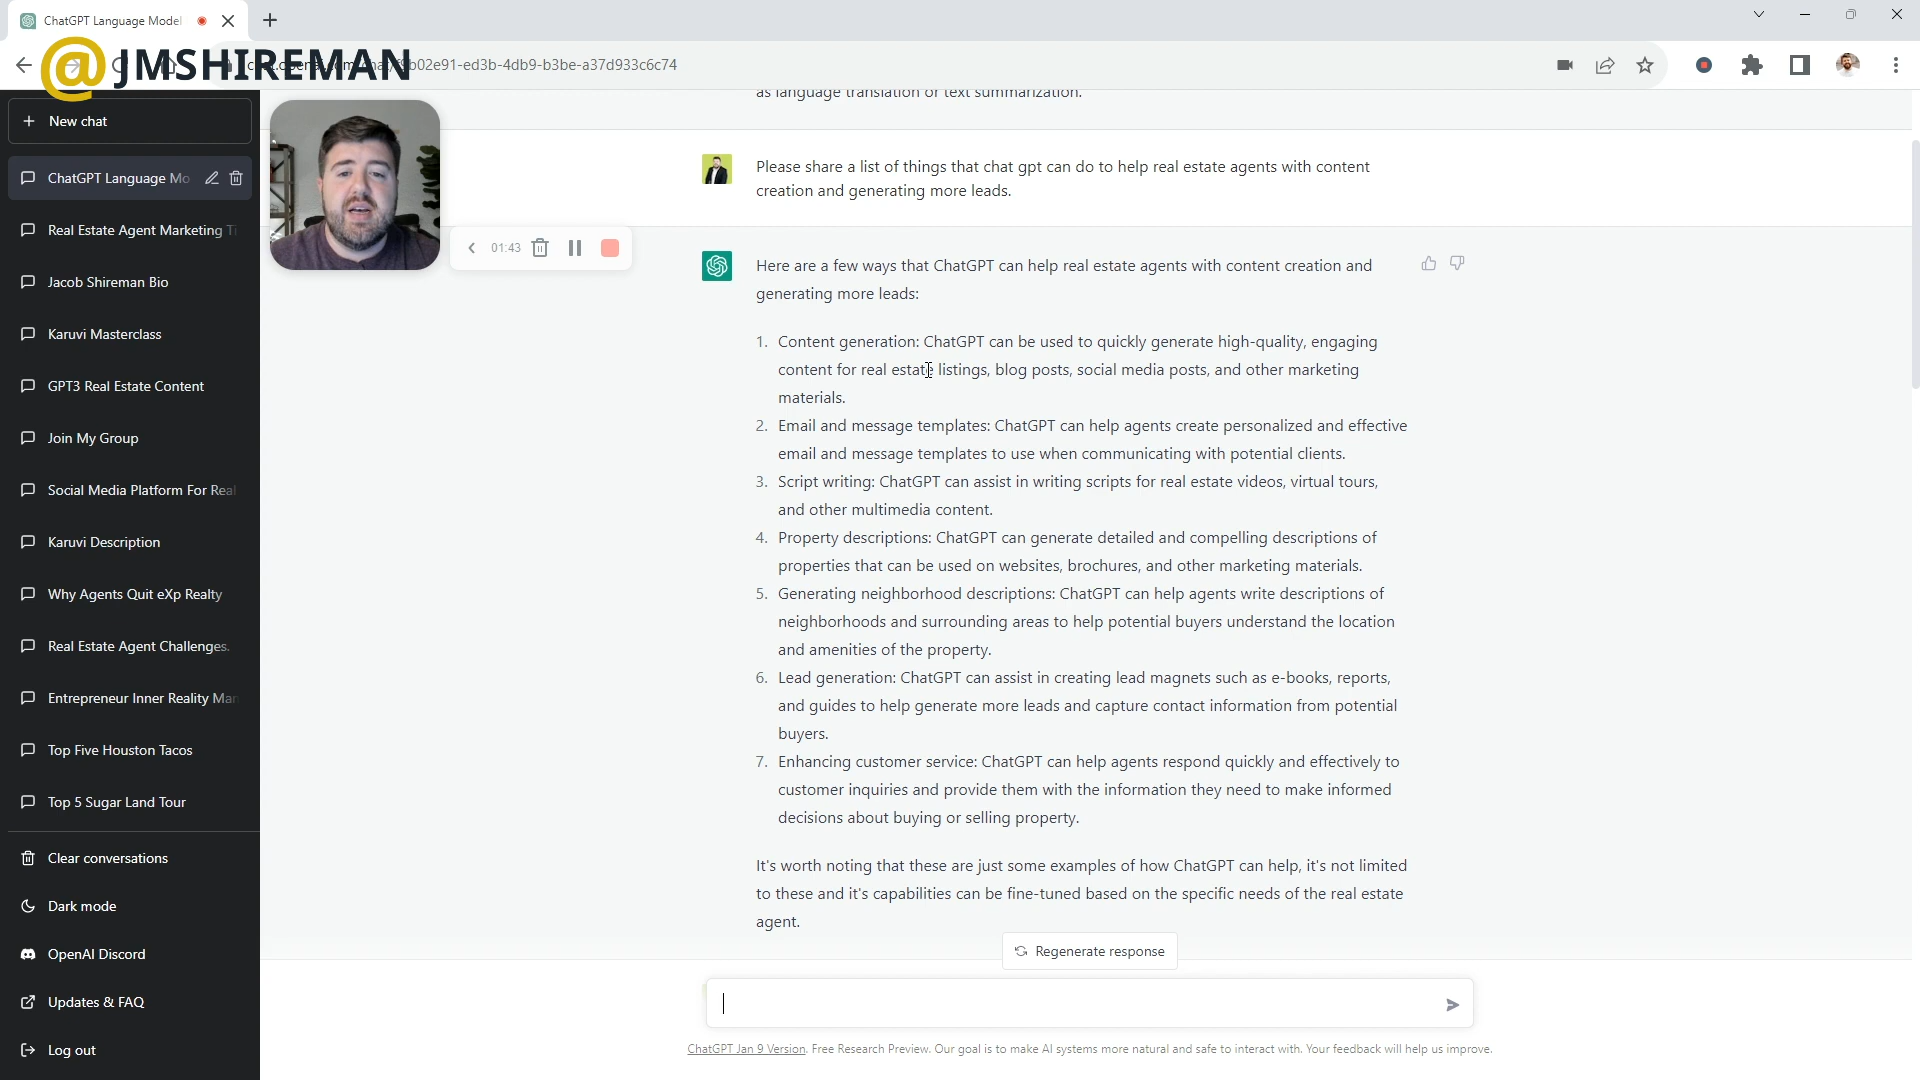 ChatGPT Language Model
@JMSHIREMAN
b02e91-ed3b-4db9-b3be-a37d933c6c74
New chat
ChatGPT Language Mo
Real Estate Agent Marketing Ti
Jacob Shireman Bio
Karuvi Masterclass
GPT3 Real Estate Content
Join My Group
Social Media Platform For Real
Karuvi Description
Why Agents Quit eXp Realty
Real Estate Agent Challenges.
Entrepreneur Inner Reality Man
Top Five Houston Tacos
Top 5 Sugar Land Tour
Clear conversations
Dark mode
OpenAI Discord
Updates & FAQ
Log out
01:43
as language translation or text summarization.
Please share a list of things that chat gpt can do to help real estate agents with content
creation and generating more leads.
Here are a few ways that ChatGPT can help real estate agents with content creation and
generating more leads:
1. Content generation: ChatGPT can be used to quickly generate high-quality, engaging
content for real estate listings, blog posts, social media posts, and other marketing
materials.
2. Email and message templates: ChatGPT can help agents create personalized and effective
email and message templates to use when communicating with potential clients.
3. Script writing: ChatGPT can assist in writing scripts for real estate videos, virtual tours,
and other multimedia content.
4. Property descriptions: ChatGPT can generate detailed and compelling descriptions of
properties that can be used on websites, brochures, and other marketing materials.
5. Generating neighborhood descriptions: ChatGPT can help agents write descriptions of
neighborhoods and surrounding areas to help potential buyers understand the location
and amenities of the property.
6. Lead generation: ChatGPT can assist in creating lead magnets such as e-books, reports,
and guides to help generate more leads and capture contact information from potential
buyers.
7. Enhancing customer service: ChatGPT can help agents respond quickly and effectively to
customer inquiries and provide them with the information they need to make informed
decisions about buying or selling property.
It's worth noting that these are just some examples of how ChatGPT can help, it's not limited
to these and it's capabilities can be fine-tuned based on the specific needs of the real estate
agent.
Regenerate response
ChatGPT Jan 9 Version. Free Research Preview. Our goal is to make AI systems more natural and safe to interact with. Your feedback will help us improve.